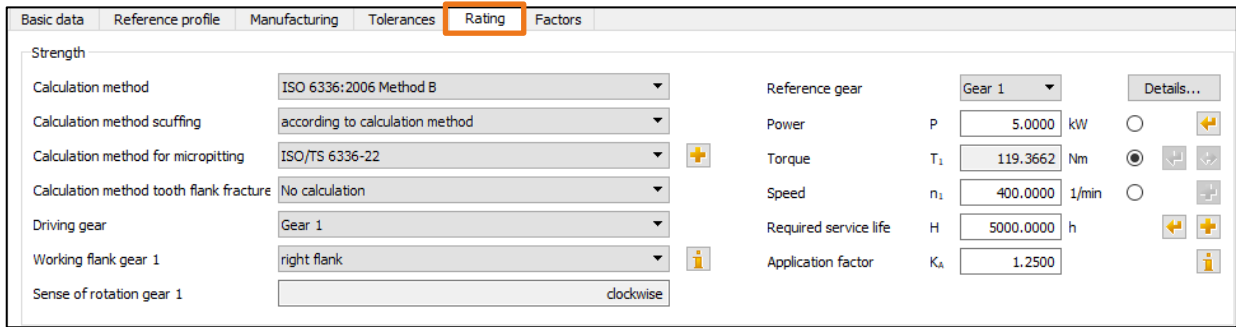 Basic data Reference profile Manufacturing Tolerances Rating Factors
Strength
Calculation method ISO 6336:2006 Method B Reference gear Gear 1 Details...
Calculation method scuffing according to calculation method Power P 5.0000 kW
Calculation method for micropitting ISO/TS 6336-22 Torque T₁ 119.3662 Nm
Calculation method tooth flank fracture No calculation Speed n₁ 400.0000 1/min
Driving gear Gear 1 Required service life H 5000.0000 h
Working flank gear 1 right flank Application factor Kᴀ 1.2500
Sense of rotation gear 1 clockwise